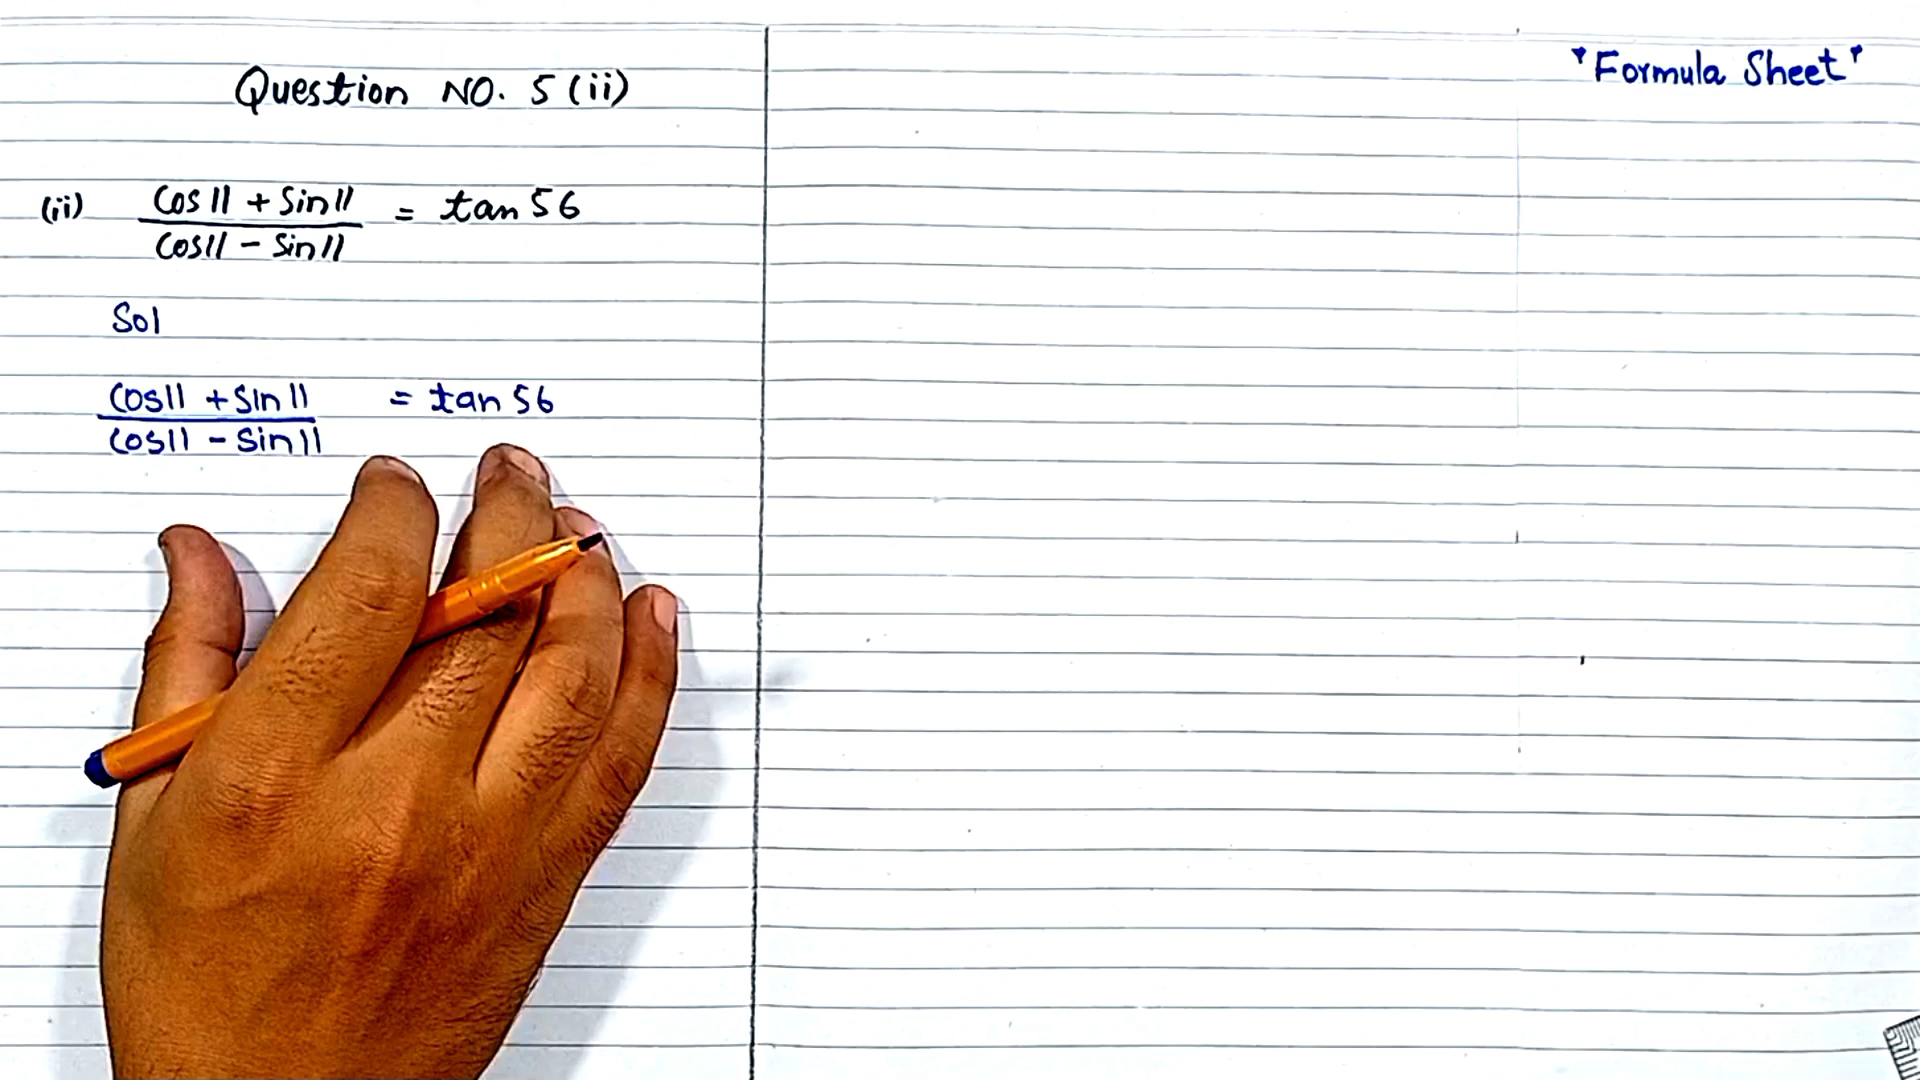 Question NO. 5 (ii)
"Formula Sheet"
(ii) Cos 11 + Sin 11 = tan 56
Cos 11 - Sin 11
Sol
Cos 11 + Sin 11 = tan 56
Cos 11 - Sin 11